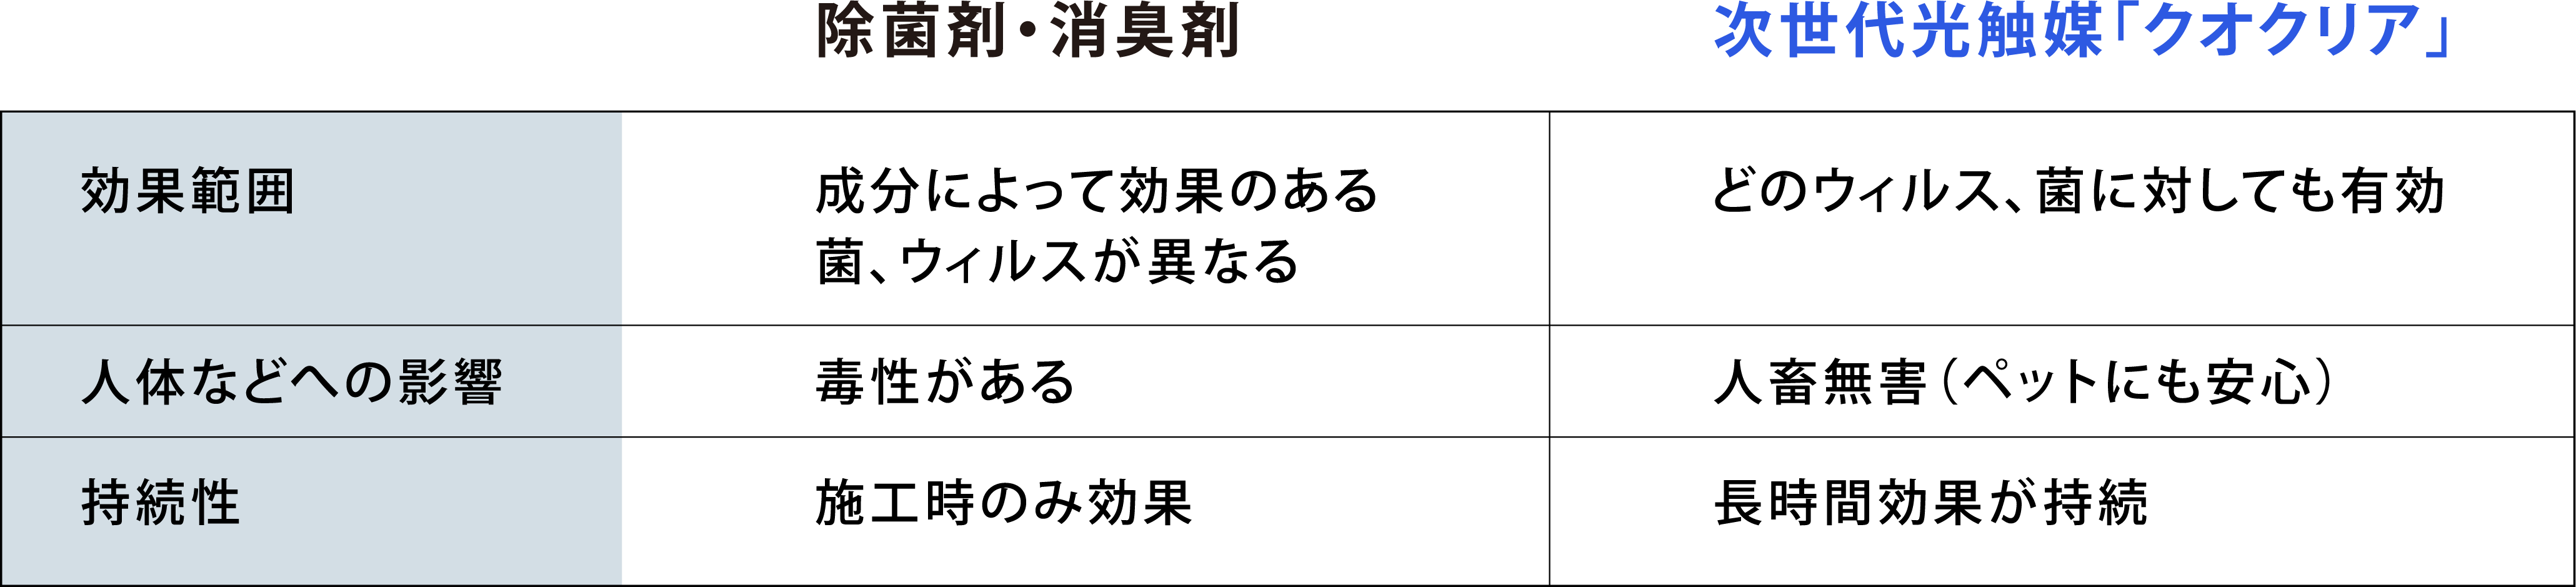 除菌剤・消臭剤
次世代光触媒「クオクリア」
効果範囲
成分によって効果のある
菌、ウィルスが異なる
どのウィルス、菌に対しても有効
人体などへの影響
毒性がある
人畜無害（ペットにも安心）
持続性
施工時のみ効果
長時間効果が持続